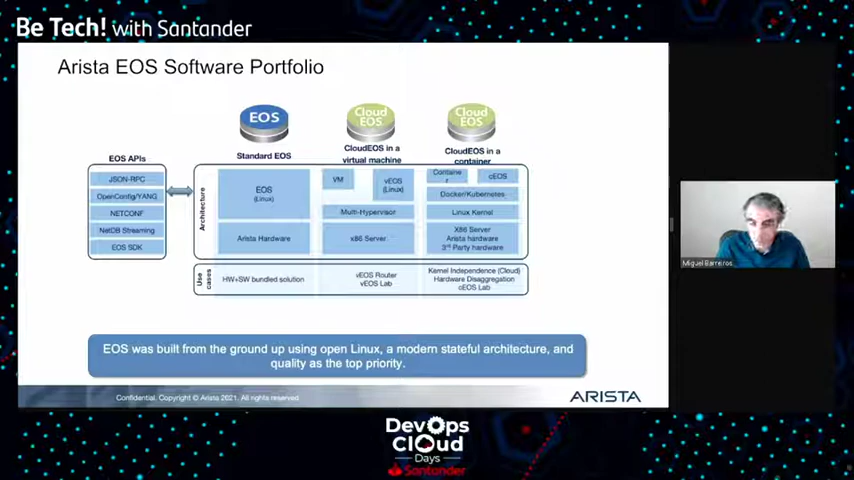 Be Tech! with Santander
Arista EOS Software Portfolio
EOS
Cloud
EOS
Cloud
EOS
EOS APIs
Standard EOS
CloudEOS in a
virtual machine
CloudEOS in a
container
JSON-RPC
OpenConfig/YANG
NETCONF
NetDB Streaming
EOS SDK
Architecture
EOS
(Linux)
Arista Hardware
VM
vEOS
(Linux)
Multi-Hypervisor
x86 Server
Containe
r
cEOS
Docker/Kubernetes
Linux Kernel
X86 Server
Arista hardware
3rd Party hardware
Use
cases
HW+SW bundled solution
vEOS Router
vEOS Lab
Kernel Independence (Cloud)
Hardware Disaggregation
cEOS Lab
EOS was built from the ground up using open Linux, a modern stateful architecture, and
quality as the top priority.
Confidential. Copyright © Arista 2021. All rights reserved.
ARISTA
Miguel Barreiros
DevOps
Cloud
Days
Santander